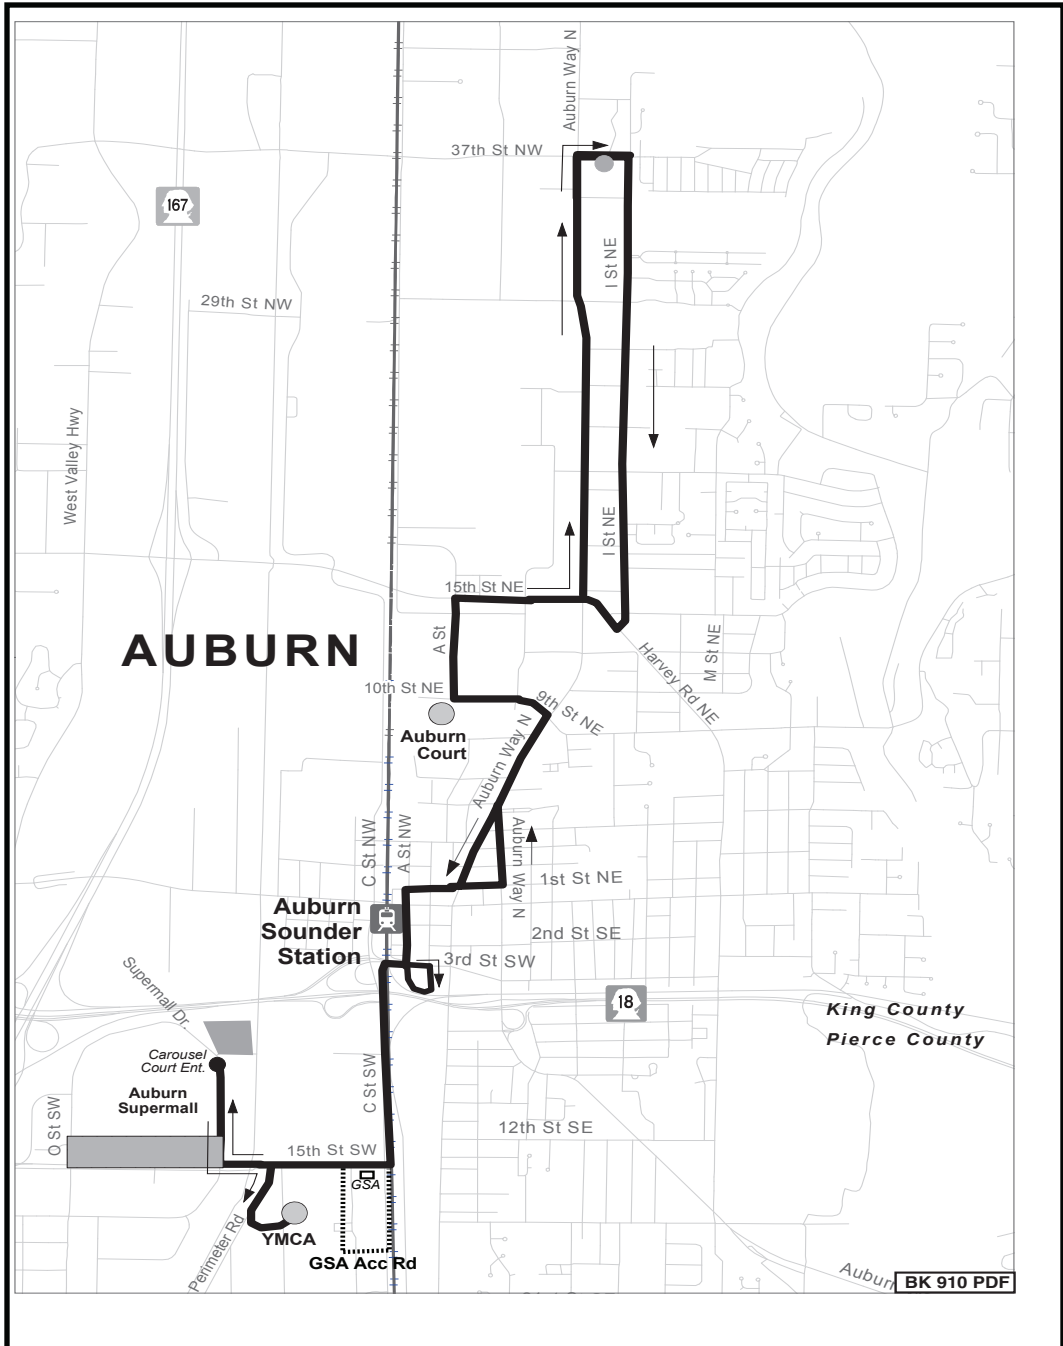 Auburn Way N
37th St NW
167
I St NE
29th St NW
West Valley Hwy
I St NE
15th St NE
AUBURN
A St
Harvey Rd NE
M St NE
10th St NE
9th St NE
Auburn
Court
Auburn Way N
C St NW
A St NW
Auburn Way N
1st St NE
Auburn
Sounder
Station
2nd St SE
3rd St SW
Supermall Dr.
18
King County
Pierce County
Carousel
Court Ent.
Auburn
Supermall
C St SW
O St SW
12th St SE
15th St SW
GSA
YMCA
Perimeter Rd
GSA Acc Rd
Auburn
BK 910 PDF